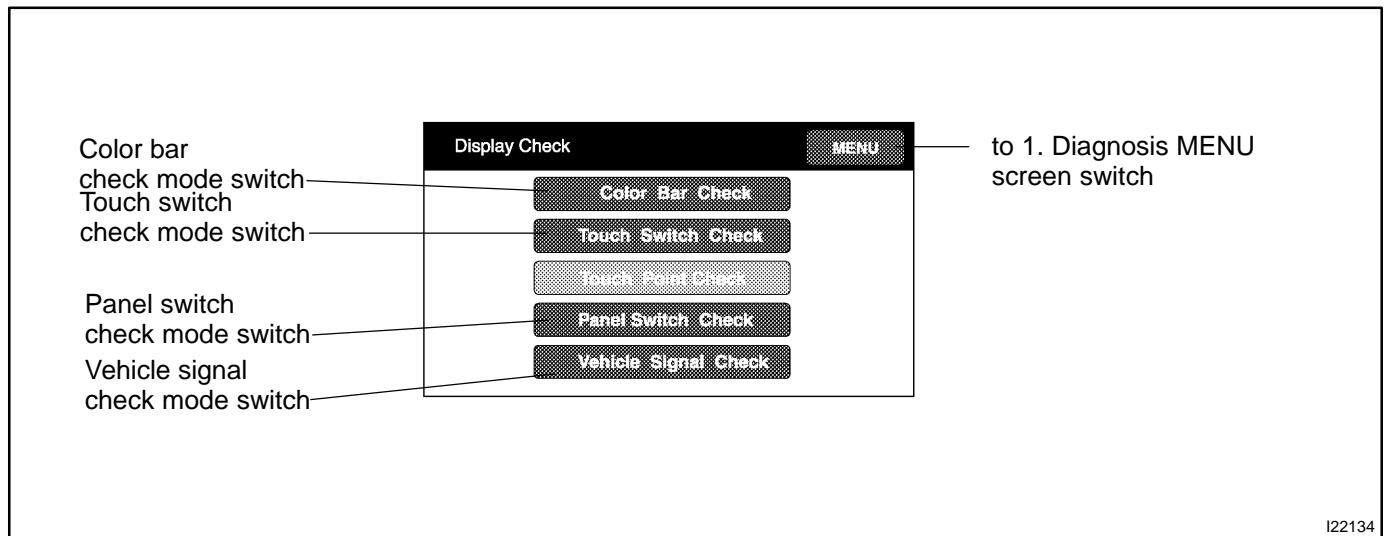 Color bar
check mode switch
Touch switch
check mode switch
Panel switch
check mode switch
Vehicle signal
check mode switch
Display Check
MENU
Color Bar Check
Touch Switch Check
Touch Point Check
Panel Switch Check
Vehicle Signal Check
to 1. Diagnosis MENU
screen switch
I22134